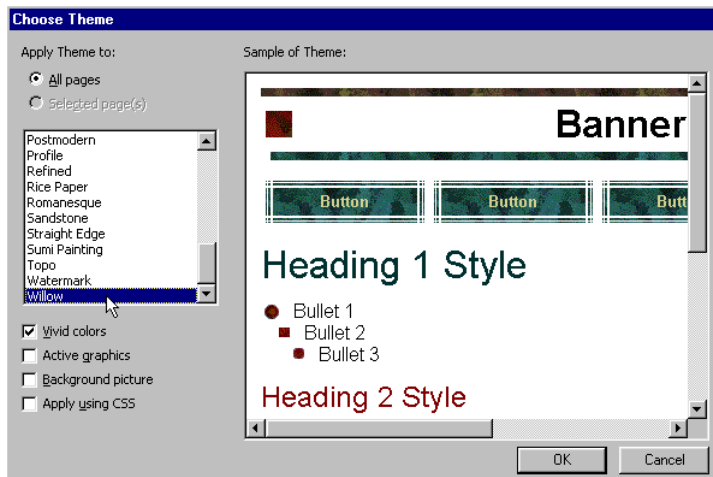 Choose Theme
Apply Theme to:
All pages
Selected page(s)
Postmodern
Profile
Refined
Rice Paper
Romanesque
Sandstone
Straight Edge
Sumi Painting
Topo
Watermark
Willow
Vivid colors
Active graphics
Background picture
Apply using CSS
Sample of Theme:
Banner
Button Button Butt
Heading 1 Style
Bullet 1
Bullet 2
Bullet 3
Heading 2 Style
OK Cancel